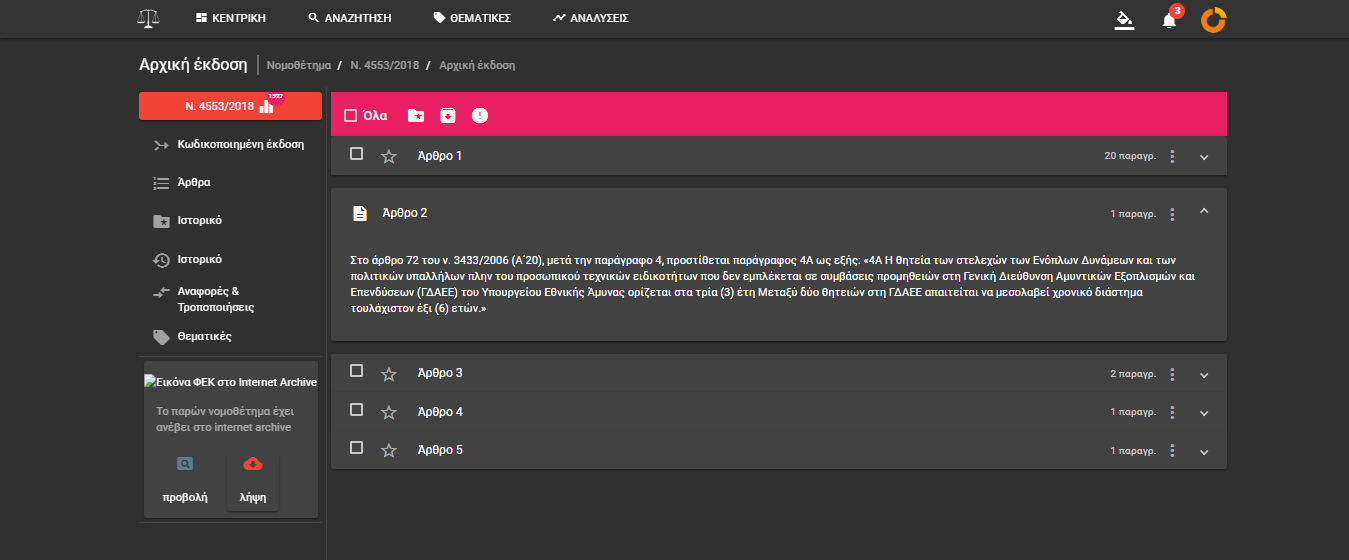 ΚΕΝΤΡΙΚΗ ΑΝΑΖΗΤΗΣΗ ΘΕΜΑΤΙΚΕΣ ΑΝΑΛΥΣΕΙΣ 3
Αρχική έκδοση Νομοθέτημα / Ν. 4553/2018 / Αρχική έκδοση
Ν. 4553/2018 1527
Κωδικοποιημένη έκδοση
Άρθρα
Ιστορικό
Ιστορικό
Αναφορές &
Τροποποιήσεις
Θεματικές
Εικόνα ΦΕΚ στο Internet Archive
Το παρών νομοθέτημα έχει
ανέβει στο internet archive
προβολή λήψη
Όλα
Άρθρο 1 20 παραγρ.
Άρθρο 2 1 παραγρ.
Στο άρθρο 72 του ν. 3433/2006 (Α΄20), μετά την παράγραφο 4, προστίθεται παράγραφος 4Α ως εξής: «4Α Η θητεία των στελεχών των Ενόπλων Δυνάμεων και των
πολιτικών υπαλλήλων πλην του προσωπικού τεχνικών ειδικοτήτων που δεν εμπλέκεται σε συμβάσεις προμηθειών στη Γενική Διεύθυνση Αμυντικών Εξοπλισμών και
Επενδύσεων (ΓΔΑΕΕ) του Υπουργείου Εθνικής Άμυνας ορίζεται στα τρία (3) έτη Μεταξύ δύο θητειών στη ΓΔΑΕΕ απαιτείται να μεσολαβεί χρονικό διάστημα
τουλάχιστον έξι (6) ετών.»
Άρθρο 3 2 παραγρ.
Άρθρο 4 1 παραγρ.
Άρθρο 5 1 παραγρ.